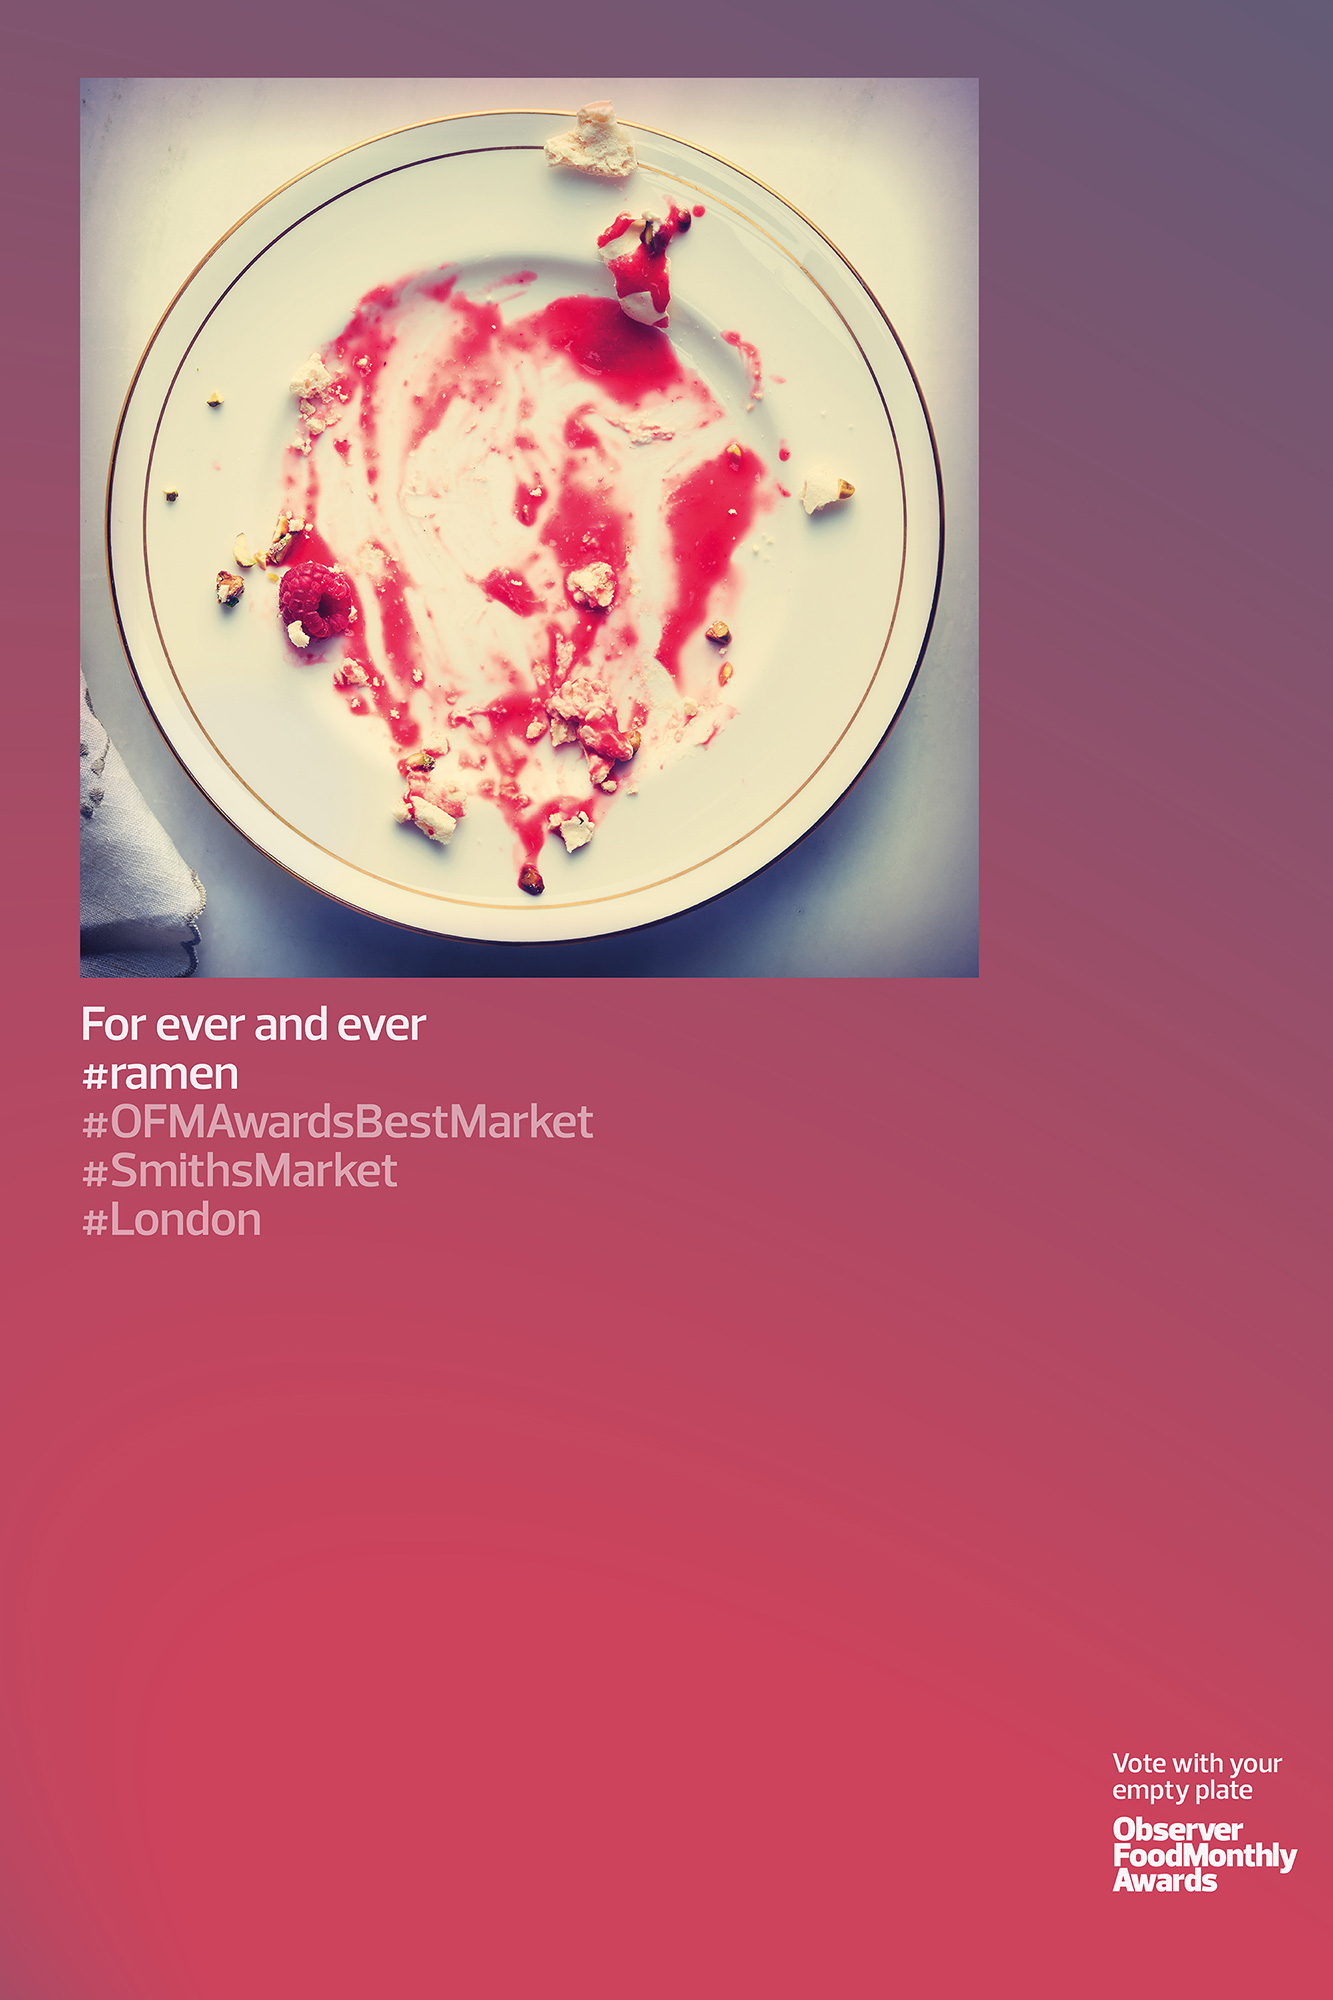 For ever and ever
#ramen
#OFMAwardsBestMarket
#SmithsMarket
#London
Vote with your
empty plate
Observer
FoodMonthly
Awards